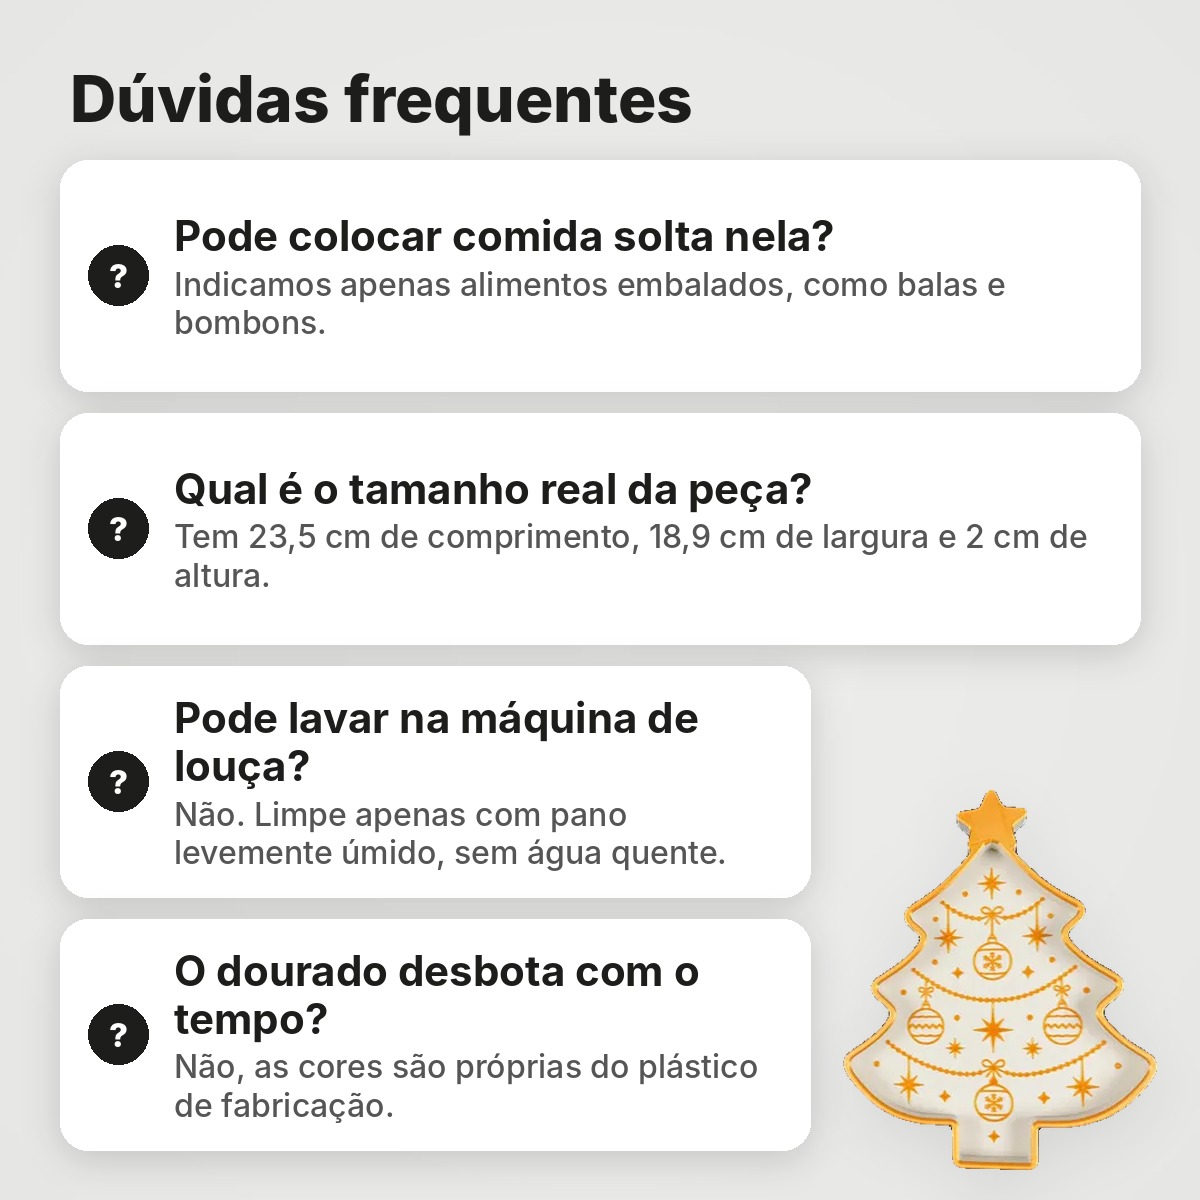 Dúvidas frequentes
? Pode colocar comida solta nela?
Indicamos apenas alimentos embalados, como balas e
bombons.
? Qual é o tamanho real da peça?
Tem 23,5 cm de comprimento, 18,9 cm de largura e 2 cm de
altura.
? Pode lavar na máquina de
louça?
Não. Limpe apenas com pano
levemente úmido, sem água quente.
? O dourado desbota com o
tempo?
Não, as cores são próprias do plástico
de fabricação.